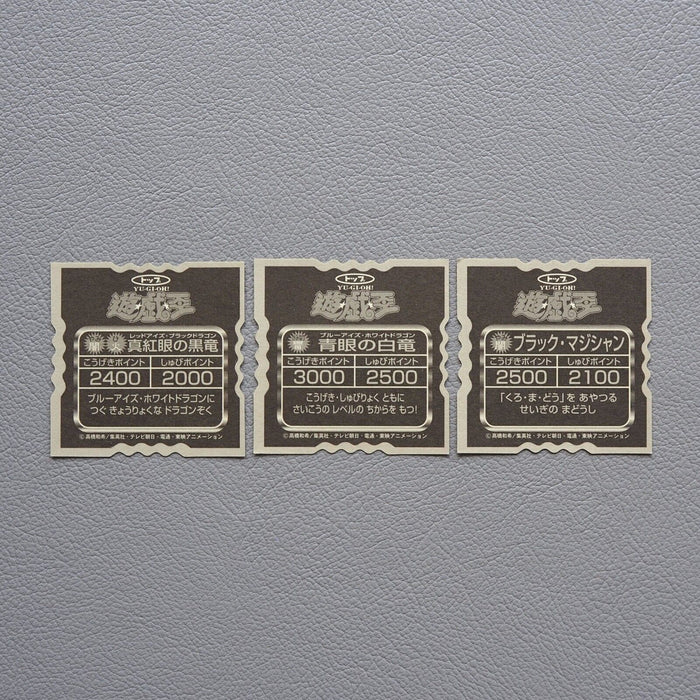 トップ
YU-GI-OH!
遊戯王
レッドアイズ・ブラックドラゴン
真紅眼の黒竜
こうげきポイント しゅびポイント
2400 2000
ブルーアイズ・ホワイトドラゴンに
つぐ きょうりょくな ドラゴンぞく
©高橋和希／集英社・テレビ朝日・電通・東映アニメーション
トップ
YU-GI-OH!
遊戯王
ブルーアイズ・ホワイトドラゴン
青眼の白竜
こうげきポイント しゅびポイント
3000 2500
こうげき・しゅびりょく ともに
さいこうの レベルの ちからを もつ!
©高橋和希／集英社・テレビ朝日・電通・東映アニメーション
トップ
YU-GI-OH!
遊戯王
ブラック・マジシャン
こうげきポイント しゅびポイント
2500 2100
「くろ・ま・どう」を あやつる
せいぎの まどうし
©高橋和希／集英社・テレビ朝日・電通・東映アニメーション